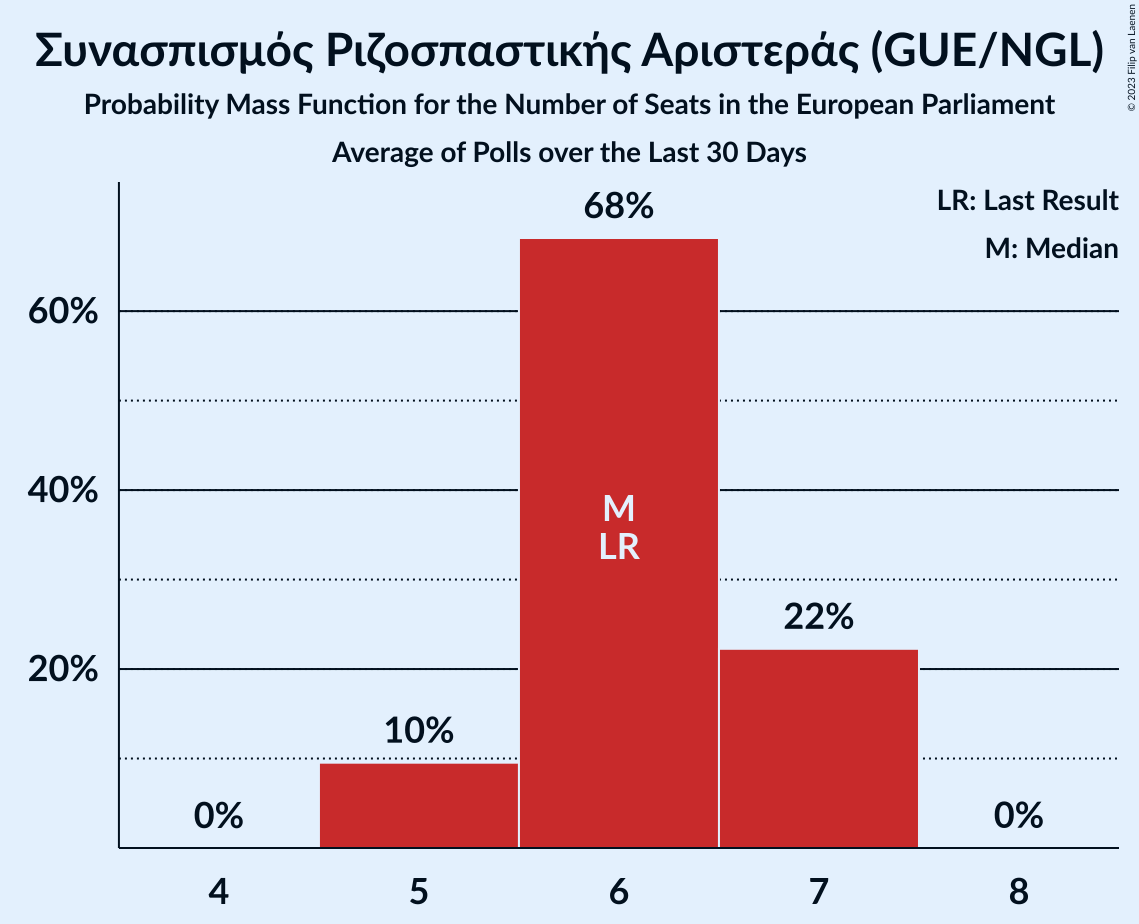 Συνασπισμός Ριζοσπαστικής Αριστεράς (GUE/NGL)
Probability Mass Function for the Number of Seats in the European Parliament
Average of Polls over the Last 30 Days
© 2023 Filip van Laenen
LR: Last Result
M: Median
68%
60%
40%
M
LR
22%
20%
10%
0%
0%
4 5 6 7 8